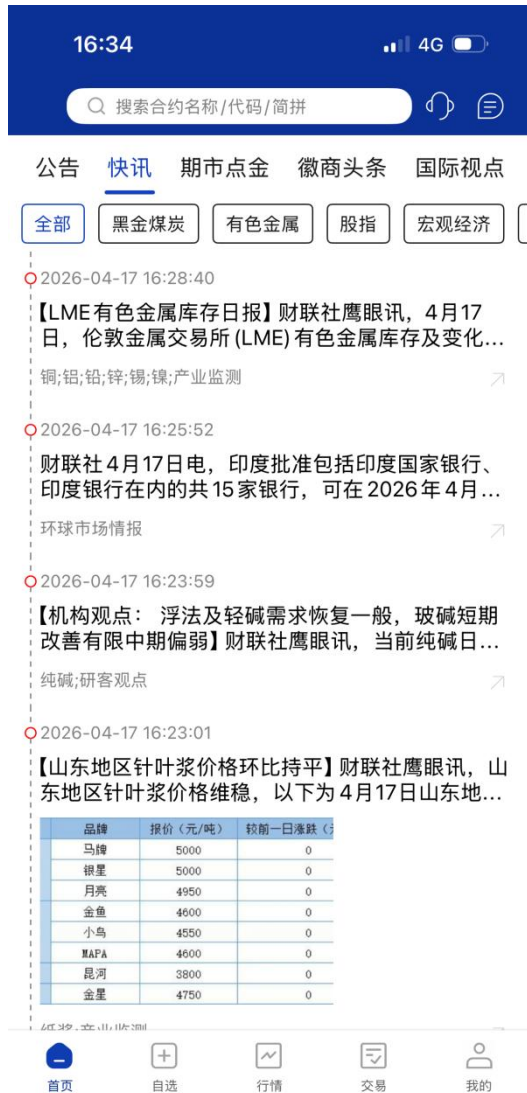 16:34
4G
搜索合约名称/代码/简拼
公告 快讯 期市点金 徽商头条 国际视点
全部 黑金煤炭 有色金属 股指 宏观经济
2026-04-17 16:28:40
【LME有色金属库存日报】财联社鹰眼讯，4月17
日，伦敦金属交易所(LME)有色金属库存及变化...
铜;铝;铅;锌;锡;镍;产业监测
2026-04-17 16:25:52
财联社4月17日电，印度批准包括印度国家银行、
印度银行在内的共15家银行，可在2026年4月...
环球市场情报
2026-04-17 16:23:59
【机构观点： 浮法及轻碱需求恢复一般，玻碱短期
改善有限中期偏弱】财联社鹰眼讯，当前纯碱日...
纯碱;研客观点
2026-04-17 16:23:01
【山东地区针叶浆价格环比持平】财联社鹰眼讯，山
东地区针叶浆价格维稳，以下为4月17日山东地...
品牌 报价（元/吨） 较前一日涨跌（
马牌 5000 0
银星 5000 0
月亮 4950 0
金鱼 4600 0
小鸟 4550 0
MAPA 4600 0
昆河 3800 0
金星 4750 0
纸浆;产业监测
首页 自选 行情 交易 我的